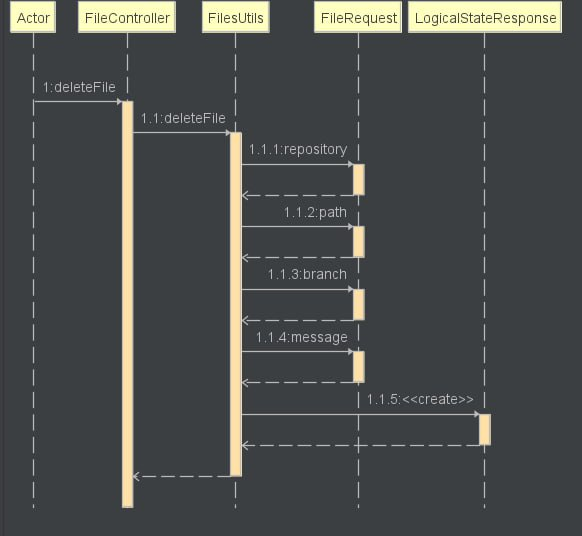 Actor
FileController
FilesUtils
FileRequest
LogicalStateResponse
1:deleteFile
1.1:deleteFile
1.1.1:repository
1.1.2:path
1.1.3:branch
1.1.4:message
1.1.5:<<create>>